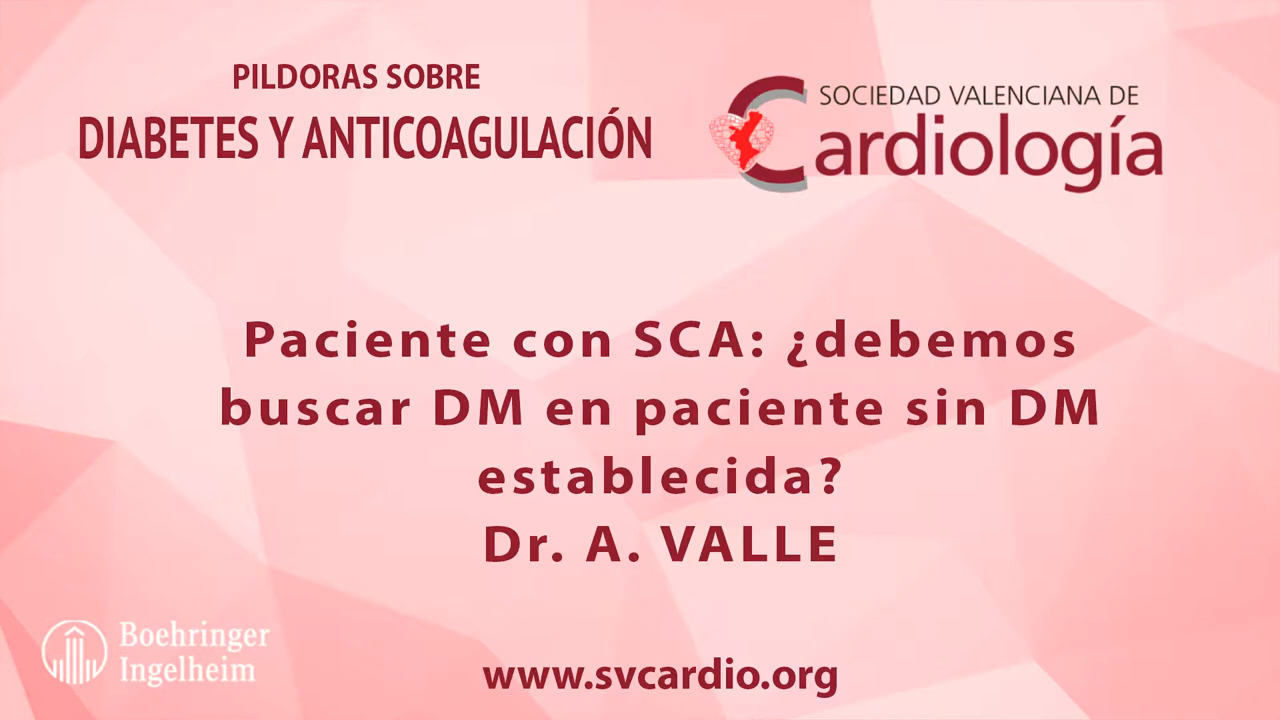 PILDORAS SOBRE
DIABETES Y ANTICOAGULACIÓN
SOCIEDAD VALENCIANA DE
Cardiología
Paciente con SCA: ¿debemos
buscar DM en paciente sin DM
establecida?
Dr. A. VALLE
Boehringer
Ingelheim
www.svcardio.org